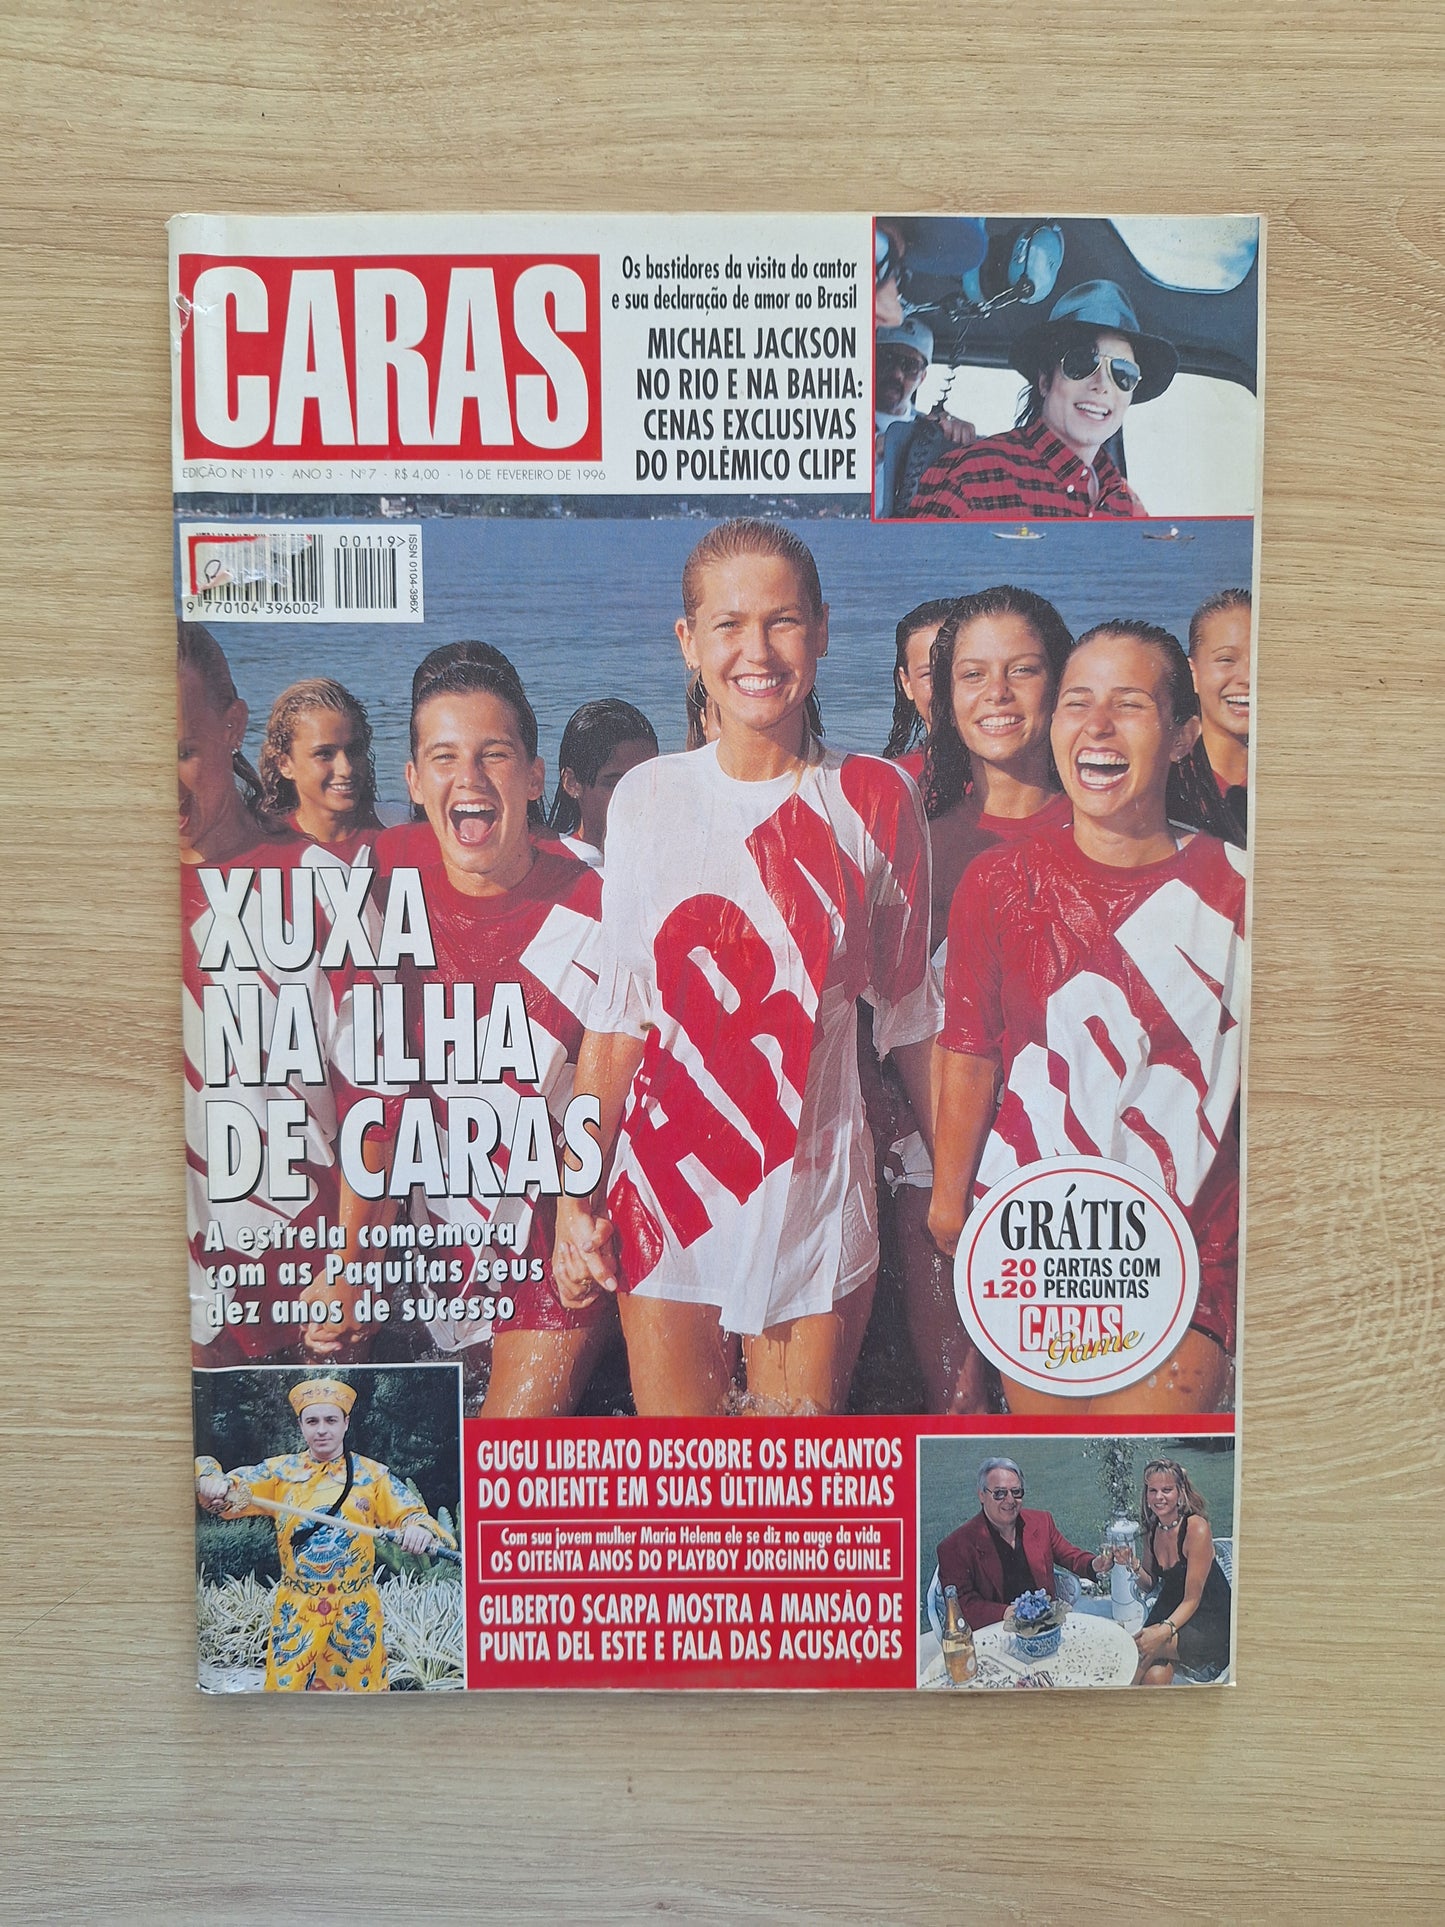 CARAS
EDIÇÃO Nº 119 - ANO 3 - Nº 7 - R$ 4,00 - 16 DE FEVEREIRO DE 1996
Os bastidores da visita do cantor
e sua declaração de amor ao Brasil
MICHAEL JACKSON
NO RIO E NA BAHIA:
CENAS EXCLUSIVAS
DO POLÊMICO CLIPE
00119>
ISSN 0104-396X
9 770104 396002
XUXA
NA ILHA
DE CARAS
A estrela comemora
com as Paquitas seus
dez anos de sucesso
GRÁTIS
20 CARTAS COM
120 PERGUNTAS
CARAS
Game
GUGU LIBERATO DESCOBRE OS ENCANTOS
DO ORIENTE EM SUAS ÚLTIMAS FÉRIAS
Com sua jovem mulher Maria Helena ele se diz no auge da vida
OS OITENTA ANOS DO PLAYBOY JORGINHO GUINLE
GILBERTO SCARPA MOSTRA A MANSÃO DE
PUNTA DEL ESTE E FALA DAS ACUSAÇÕES